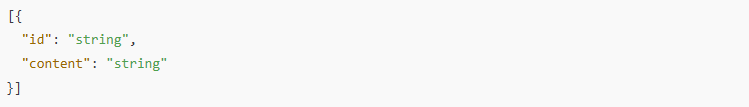 [{
  "id": "string",
  "content": "string"
}]